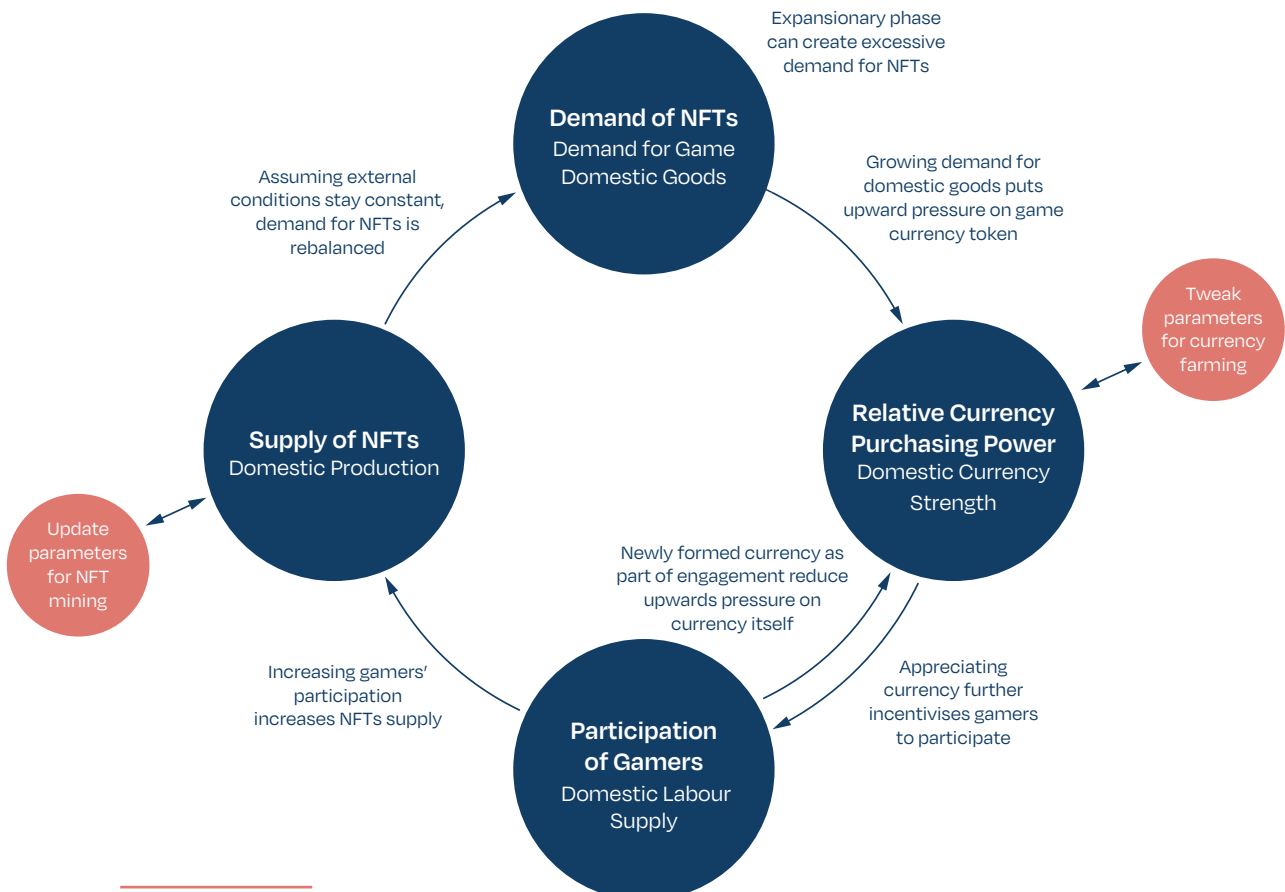 Expansionary phase
can create excessive
demand for NFTs
Demand of NFTs
Demand for Game
Domestic Goods
Growing demand for
domestic goods puts
upward pressure on game
currency token
Assuming external
conditions stay constant,
demand for NFTs is
rebalanced
Tweak
parameters
for currency
farming
Relative Currency
Purchasing Power
Domestic Currency
Strength
Supply of NFTs
Domestic Production
Update
parameters
for NFT
mining
Newly formed currency as
part of engagement reduce
upwards pressure on
currency itself
Increasing gamers’
participation
increases NFTs supply
Appreciating
currency further
incentivises gamers
to participate
Participation
of Gamers
Domestic Labour
Supply